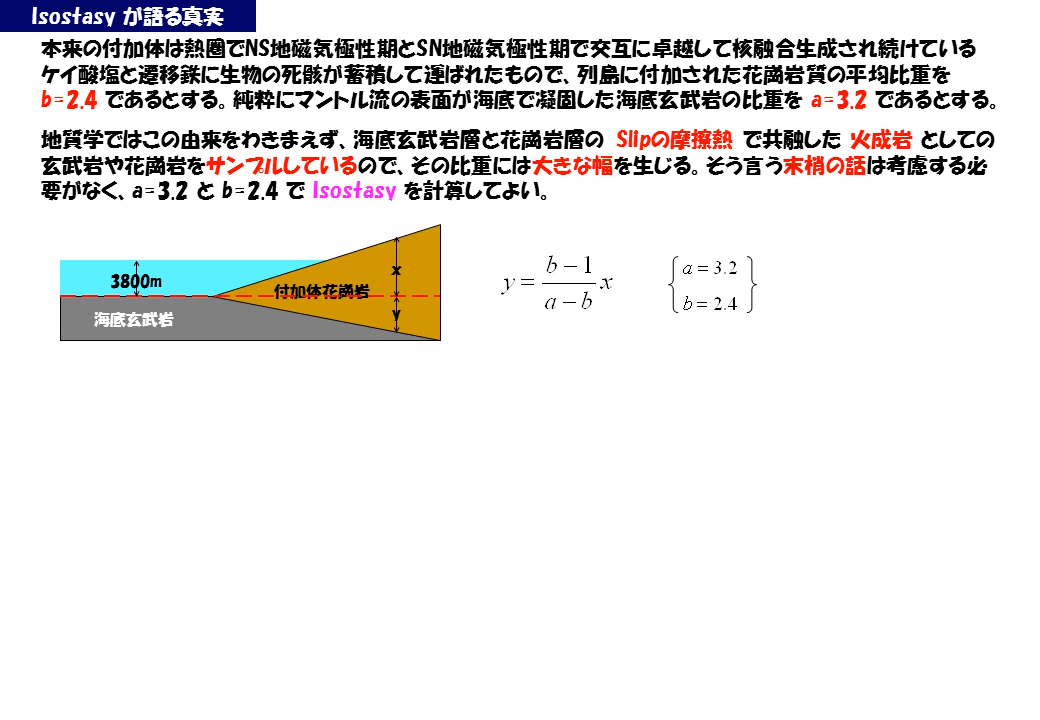 Isostasy が語る真実
本来の付加体は熱圏でNS地磁気極性期とSN地磁気極性期で交互に卓越して核融合生成され続けている
ケイ酸塩と遷移鉄に生物の死骸が蓄積して運ばれたもので、列島に付加された花崗岩質の平均比重を
b=2.4 であるとする。純粋にマントル流の表面が海底で凝固した海底玄武岩の比重を a=3.2 であるとする。
地質学ではこの由来をわきまえず、海底玄武岩層と花崗岩層の Slipの摩擦熱 で共融した 火成岩 としての
玄武岩や花崗岩をサンプルしているので、その比重には大きな幅を生じる。そう言う末梢の話は考慮する必
要がなく、a=3.2 と b=2.4 で Isostasy を計算してよい。
3800m
x
付加体花崗岩
y
海底玄武岩
y = \frac{b-1}{a-b} x
a = 3.2
b = 2.4